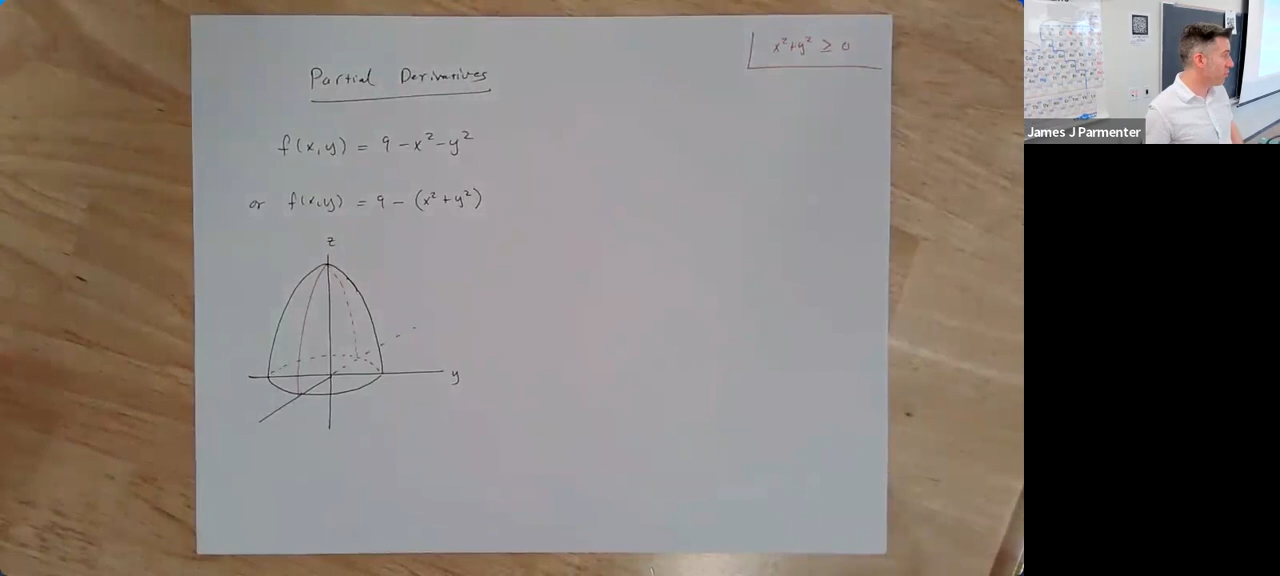 x² + y² ≥ 0
Partial Derivatives
f(x,y) = 9 - x² - y²
or f(x,y) = 9 - (x² + y²)
z
y
James J Parmenter